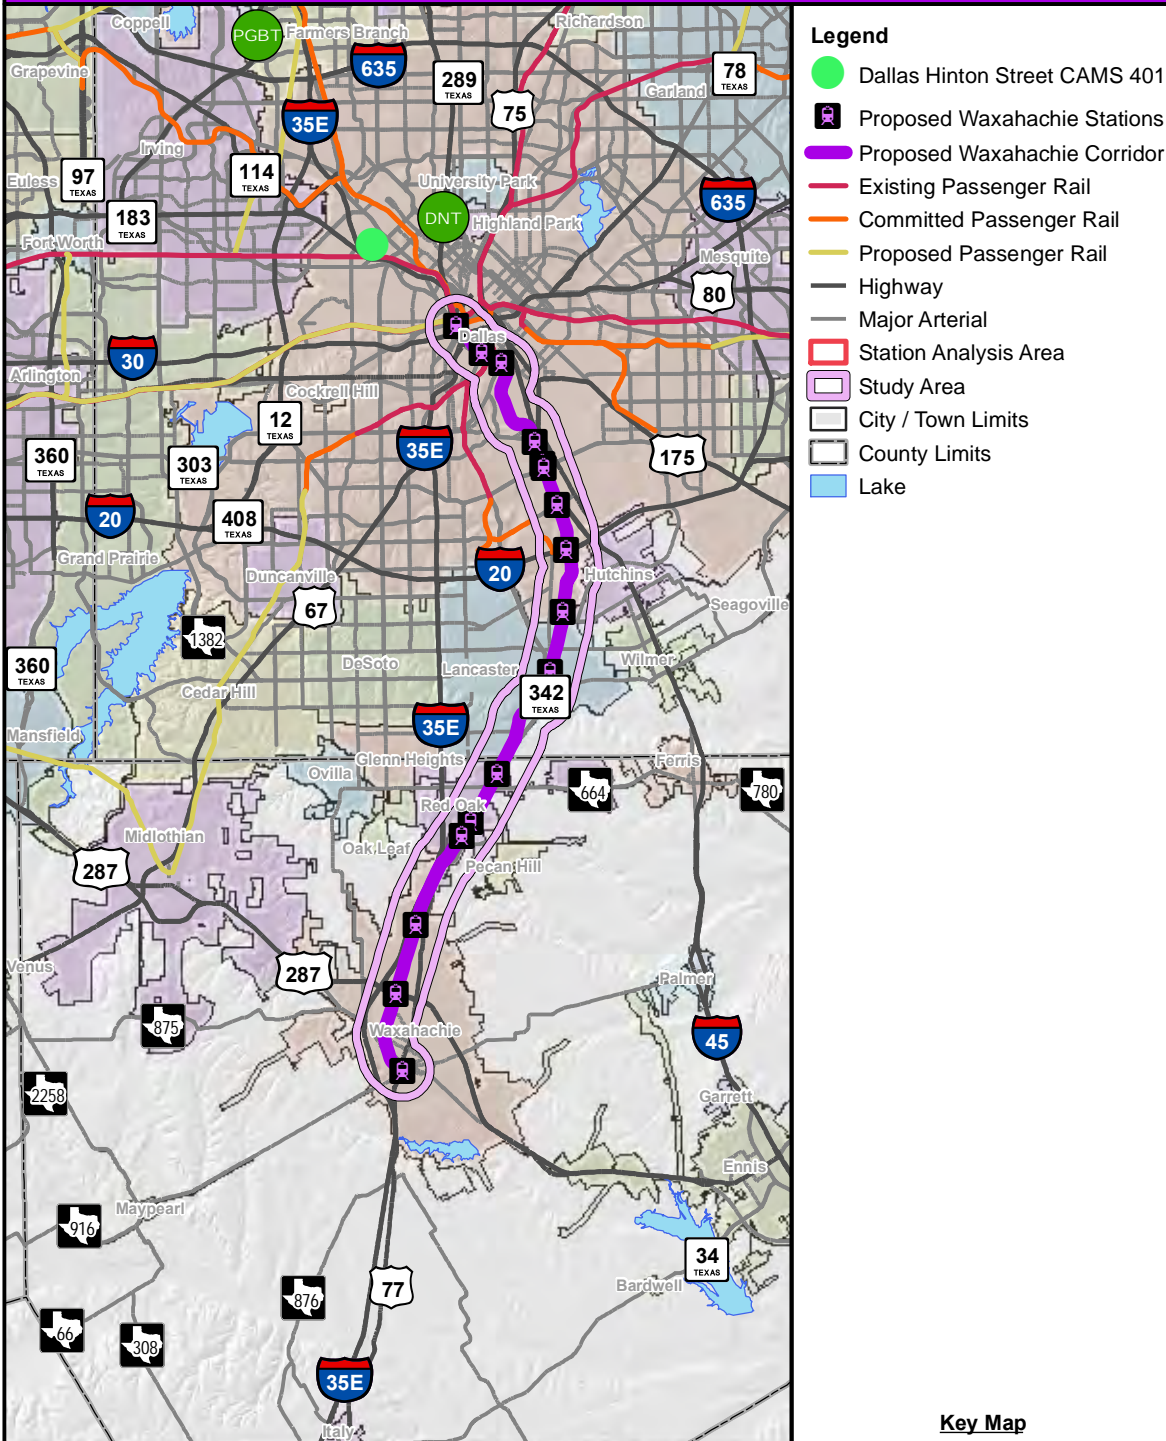 Coppell
PGBT
Farmers Branch
Richardson
635
289
TEXAS
78
TEXAS
Grapevine
75
Garland
35E
Irving
114
TEXAS
Euless
97
TEXAS
University Park
635
183
TEXAS
DNT
Highland Park
Fort Worth
Mesquite
80
Dallas
30
Arlington
Cockrell Hill
12
TEXAS
35E
360
TEXAS
303
TEXAS
175
20
408
TEXAS
Grand Prairie
20
Duncanville
Hutchins
67
Seagoville
1382
360
TEXAS
DeSoto
Lancaster
Wilmer
Cedar Hill
342
TEXAS
35E
Mansfield
Glenn Heights
Ferris
Ovilla
664
780
Red Oak
Midlothian
Oak Leaf
287
Pecan Hill
Venus
287
Palmer
875
Waxahachie
45
2258
Garrett
Ennis
Maypearl
916
34
TEXAS
Bardwell
876
77
66
308
35E
Italy
Legend
Dallas Hinton Street CAMS 401
Proposed Waxahachie Stations
Proposed Waxahachie Corridor
Existing Passenger Rail
Committed Passenger Rail
Proposed Passenger Rail
Highway
Major Arterial
Station Analysis Area
Study Area
City / Town Limits
County Limits
Lake
Key Map